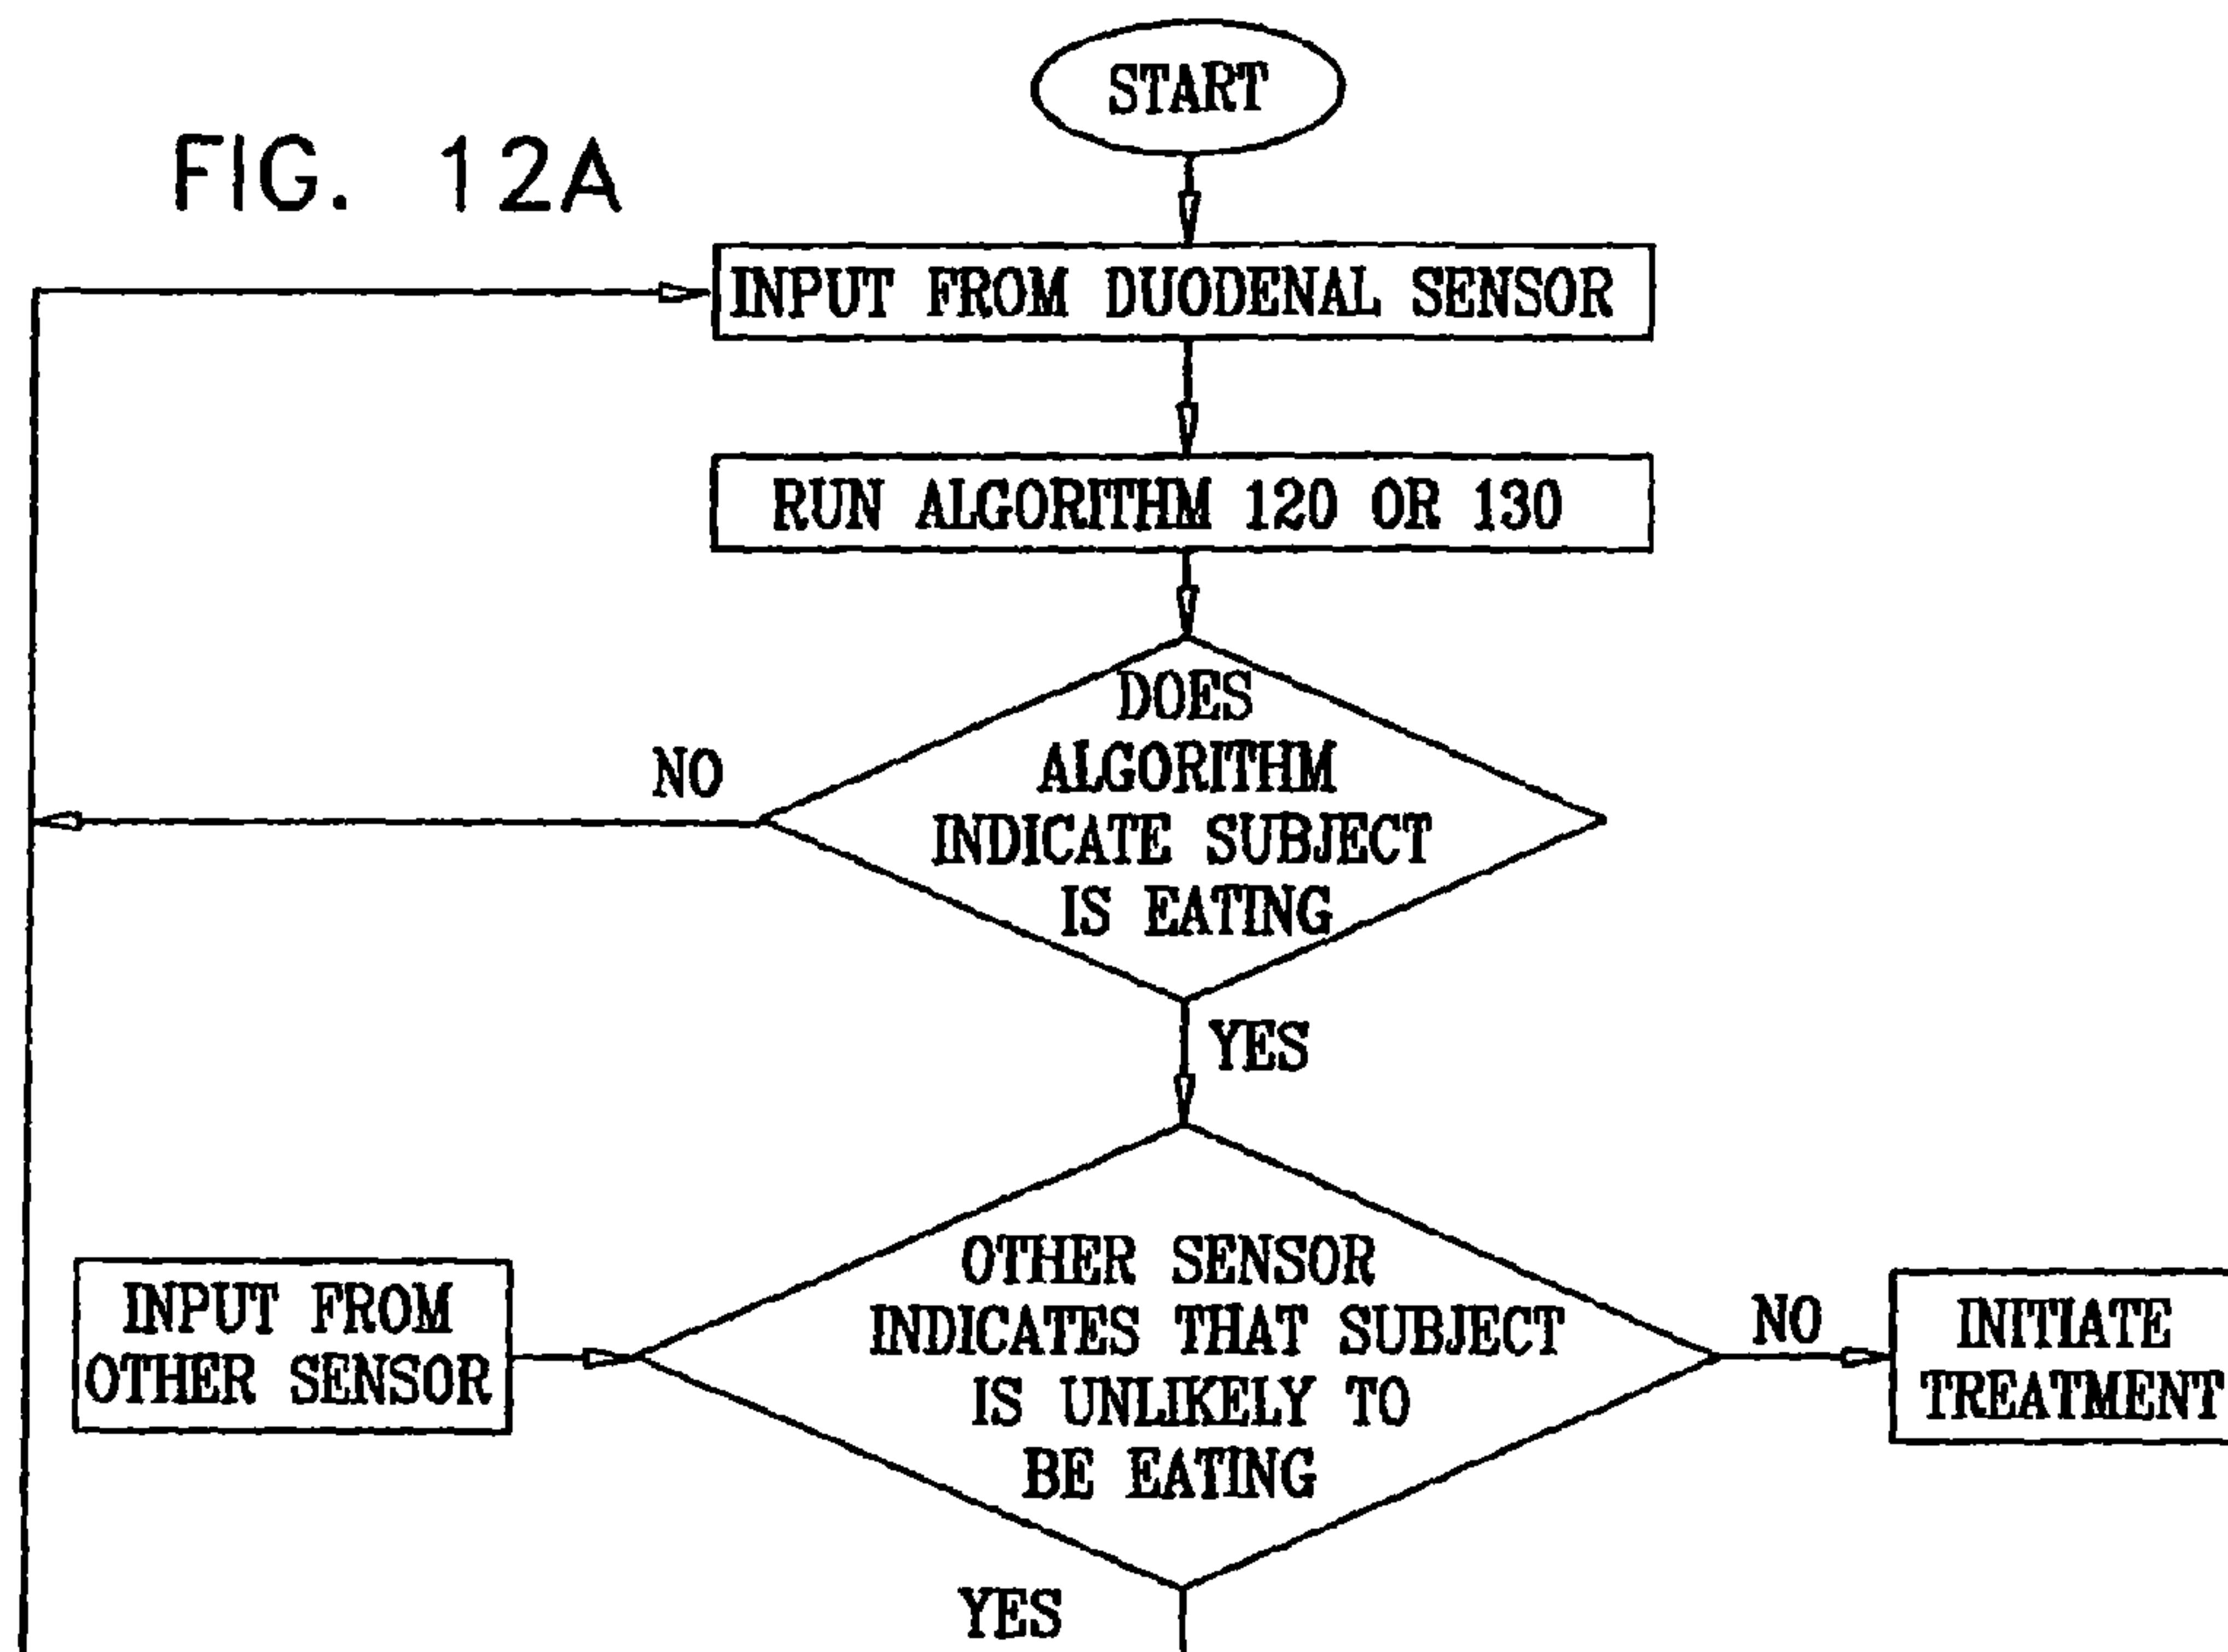 START
FIG. 12A
INPUT FROM DUODENAL SENSOR
RUN ALGORITHM 120 OR 130
DOES
ALGORITHM
INDICATE SUBJECT
IS EATING
NO
YES
INPUT FROM
OTHER SENSOR
OTHER SENSOR
INDICATES THAT SUBJECT
IS UNLIKELY TO
BE EATING
NO
INITIATE
TREATMENT
YES